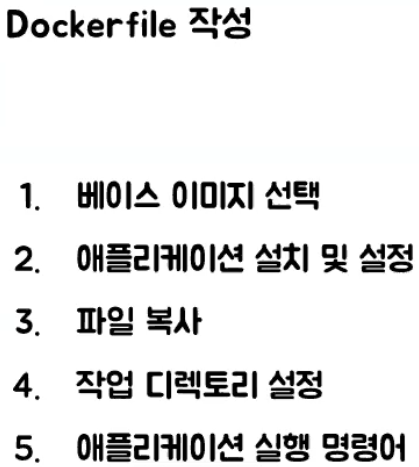 Dockerfile 작성
1. 베이스 이미지 선택
2. 애플리케이션 설치 및 설정
3. 파일 복사
4. 작업 디렉토리 설정
5. 애플리케이션 실행 명령어